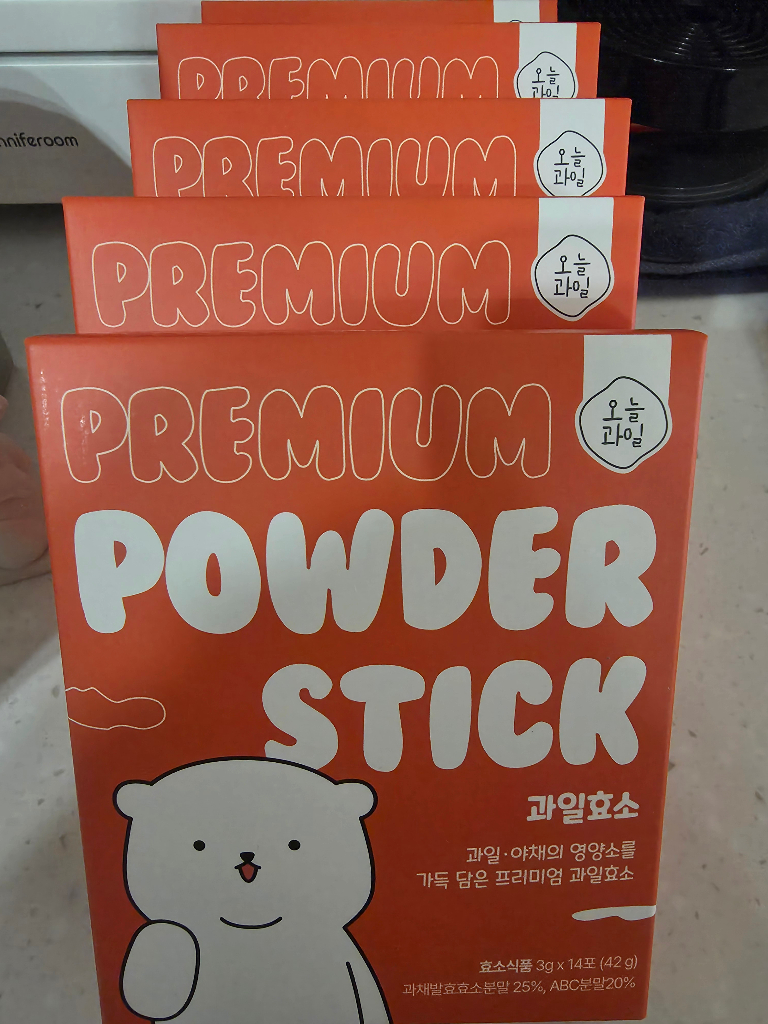 nniferoom
PREMIUM
오늘
과일
PREMIUM
오늘
과일
PREMIUM
오늘
과일
PREMIUM
오늘
과일
POWDER
STICK
과일효소
과일·야채의 영양소를
가득 담은 프리미엄 과일효소
효소식품 3g x 14포 (42 g)
과채발효효소분말 25%, ABC분말20%